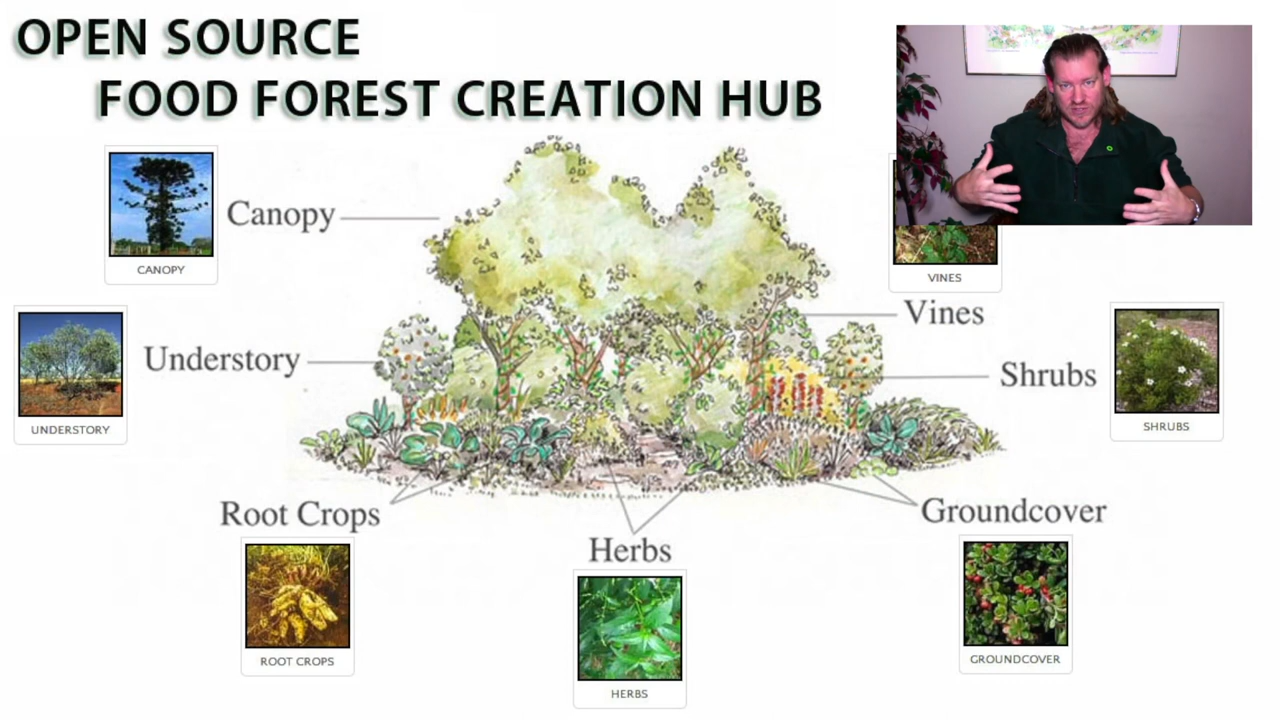 OPEN SOURCE
FOOD FOREST CREATION HUB
Canopy
CANOPY
VINES
Vines
Understory
UNDERSTORY
Shrubs
SHRUBS
Root Crops
ROOT CROPS
Herbs
HERBS
Groundcover
GROUNDCOVER